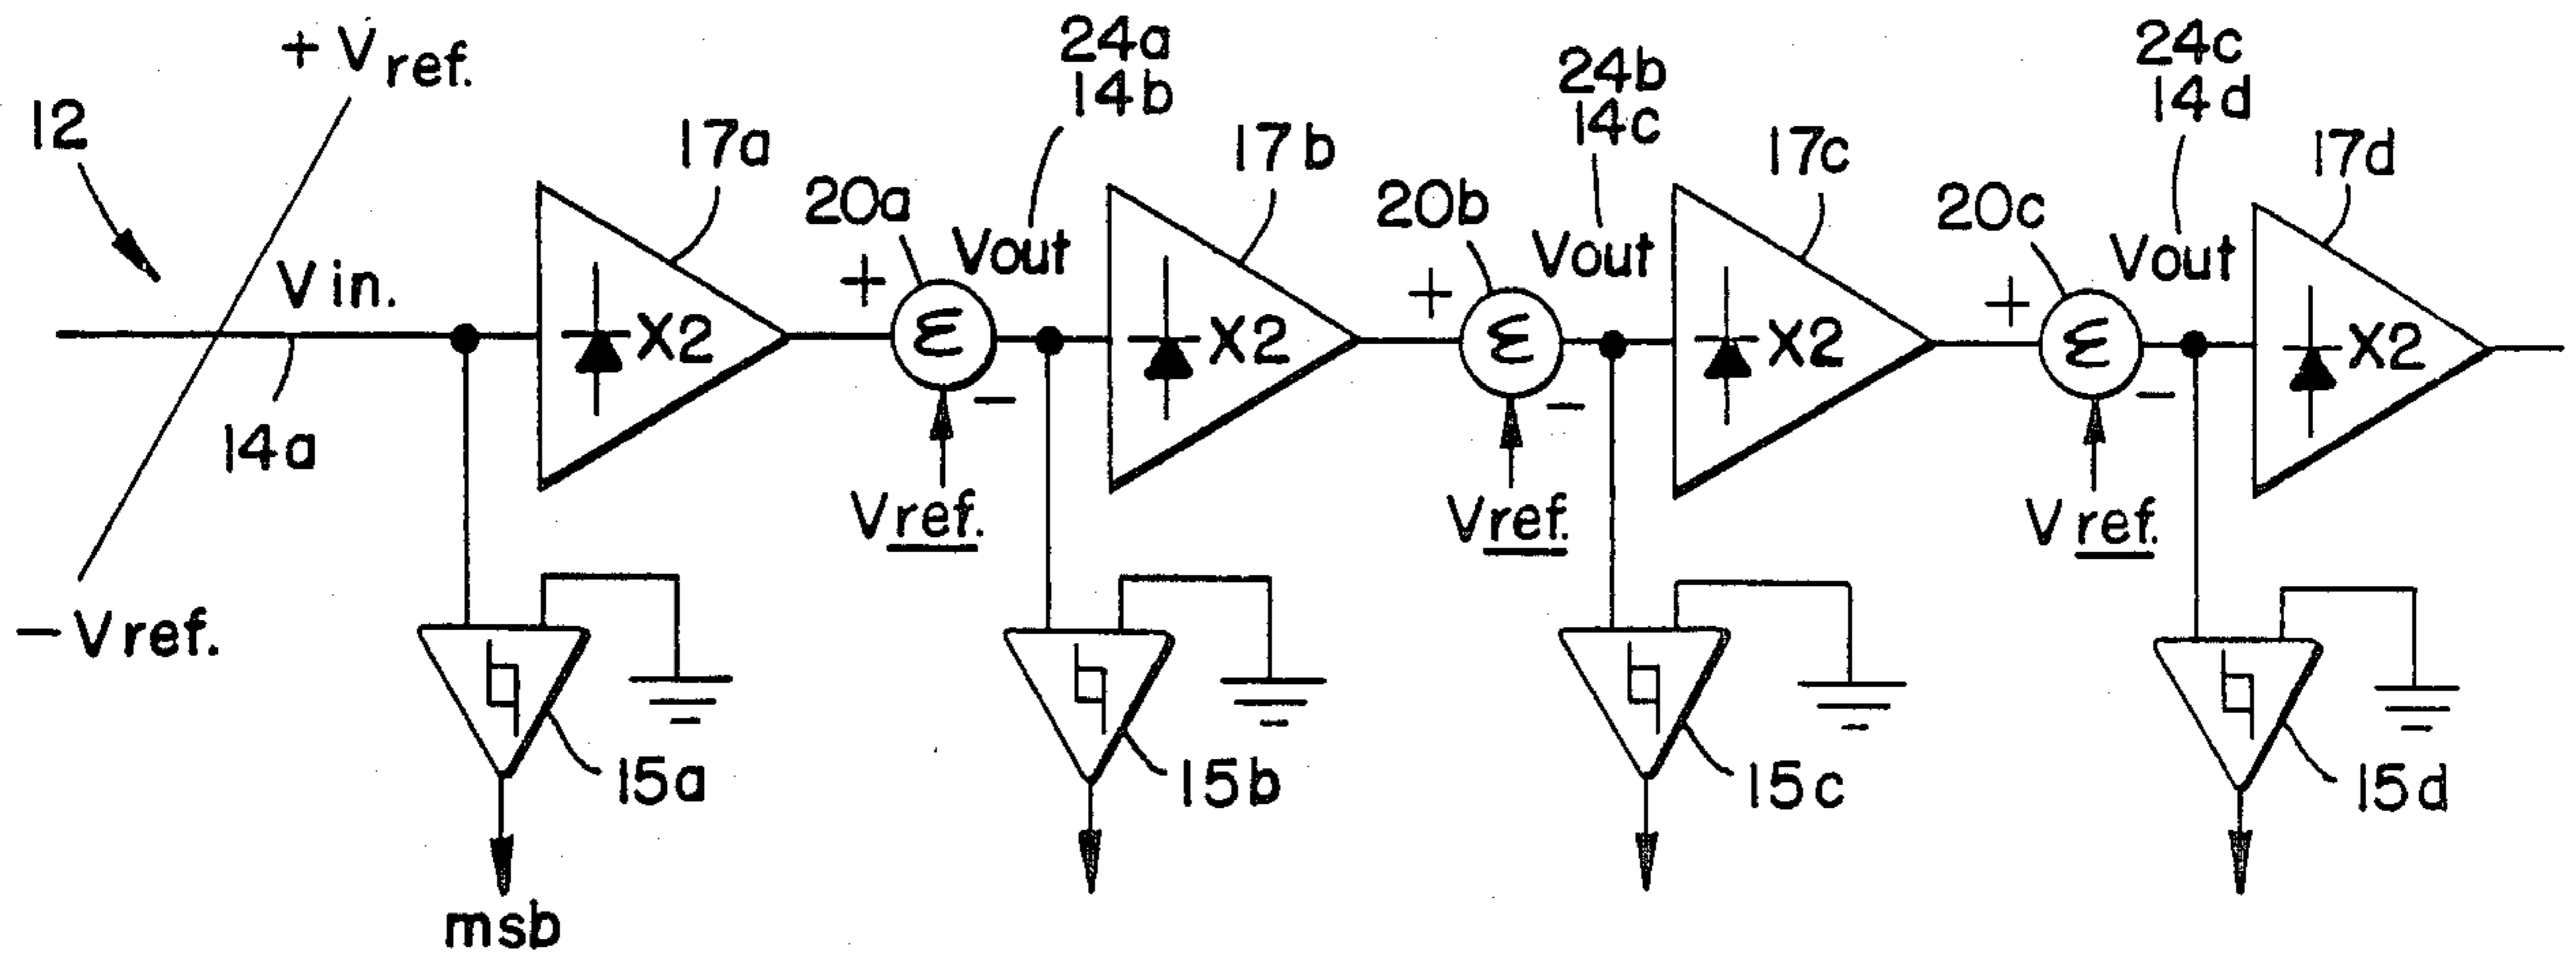 + Vref.
12
24a
14b
24b
14c
24c
14d
17a
17b
17c
17d
20a
20b
20c
Vin.
+
Vout
+
Vout
+
Vout
X2
Ɛ
X2
Ɛ
X2
Ɛ
X2
14a
-
-
-
Vref.
Vref.
Vref.
- Vref.
15a
15b
15c
15d
msb